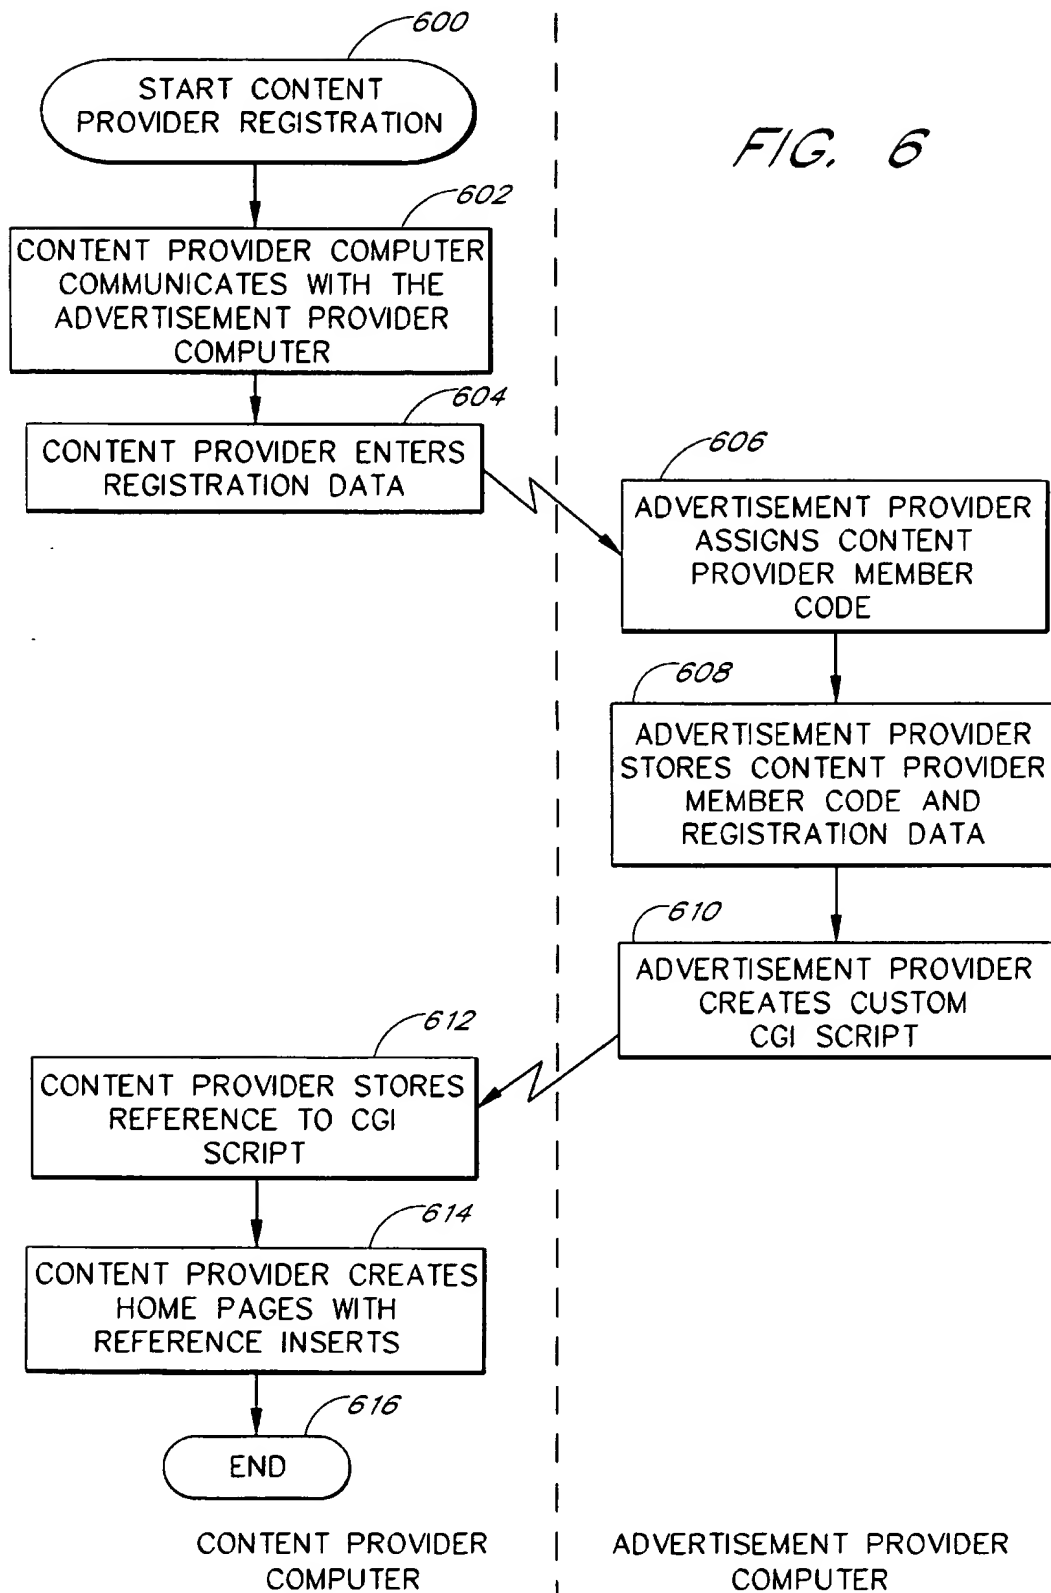 600
START CONTENT
PROVIDER REGISTRATION
FIG. 6
602
CONTENT PROVIDER COMPUTER
COMMUNICATES WITH THE
ADVERTISEMENT PROVIDER
COMPUTER
604
CONTENT PROVIDER ENTERS
REGISTRATION DATA
606
ADVERTISEMENT PROVIDER
ASSIGNS CONTENT
PROVIDER MEMBER
CODE
608
ADVERTISEMENT PROVIDER
STORES CONTENT PROVIDER
MEMBER CODE AND
REGISTRATION DATA
610
ADVERTISEMENT PROVIDER
CREATES CUSTOM
CGI SCRIPT
612
CONTENT PROVIDER STORES
REFERENCE TO CGI
SCRIPT
614
CONTENT PROVIDER CREATES
HOME PAGES WITH
REFERENCE INSERTS
616
END
CONTENT PROVIDER
COMPUTER
ADVERTISEMENT PROVIDER
COMPUTER